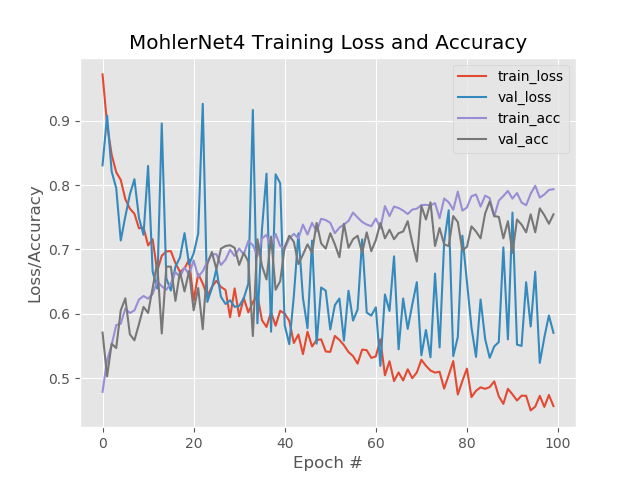 MohlerNet4 Training Loss and Accuracy
train_loss
val_loss
train_acc
val_acc
0.9
0.8
0.7
0.6
0.5
Loss/Accuracy
0 20 40 60 80 100
Epoch #